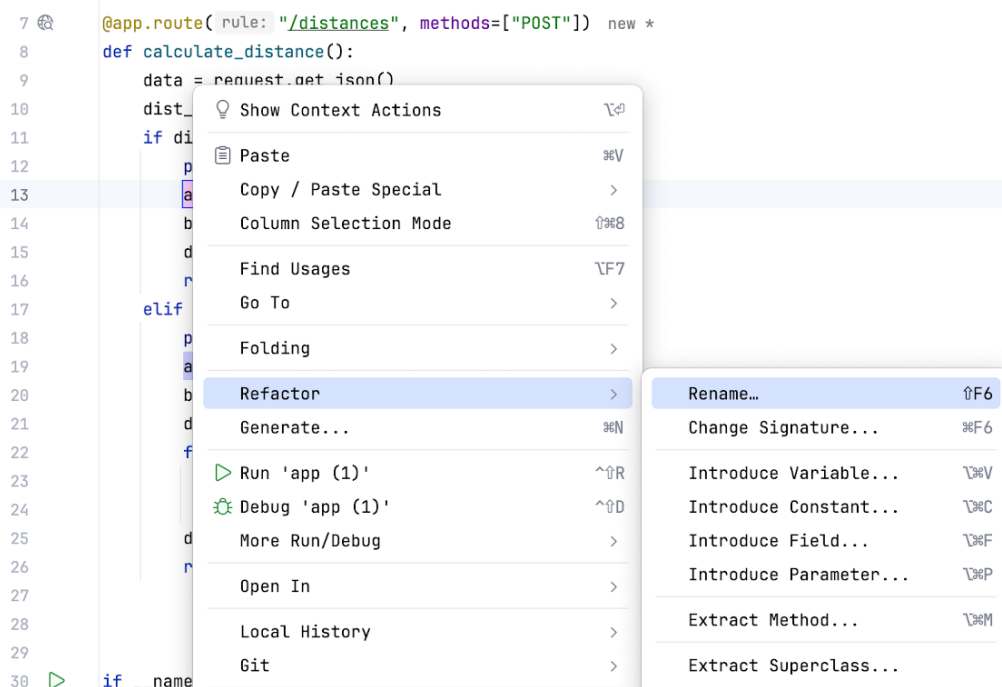 7 @app.route( rule: "/distances", methods=["POST"]) new *
8 def calculate_distance():
9 data = request.get_json()
10 dist_
11 if di
12 p
13 a
14 b
15 d
16 r
17 elif
18 p
19 a
20 b
21 d
22 f
23
24
25 d
26 r
27
28
29
30 if __name
Show Context Actions ⌥⏎
Paste ⌘V
Copy / Paste Special
Column Selection Mode ⇧⌘8
Find Usages ⌥F7
Go To
Folding
Refactor
Generate... ⌘N
Run 'app (1)' ^⇧R
Debug 'app (1)' ^⇧D
More Run/Debug
Open In
Local History
Git
Rename… ⇧F6
Change Signature... ⌘F6
Introduce Variable... ⌥⌘V
Introduce Constant... ⌥⌘C
Introduce Field... ⌥⌘F
Introduce Parameter... ⌥⌘P
Extract Method... ⌥⌘M
Extract Superclass...